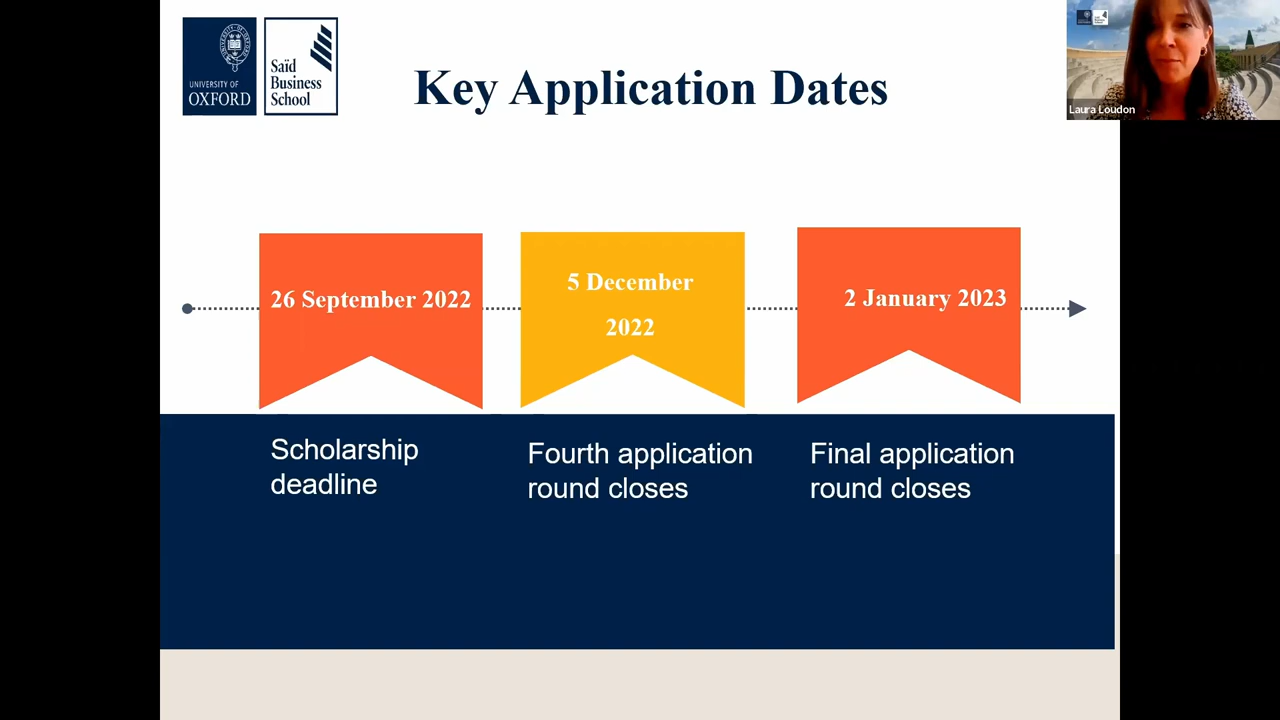 UNIVERSITY OF
OXFORD
Saïd
Business
School
Key Application Dates
Laura Loudon
26 September 2022
5 December
2022
2 January 2023
Scholarship
deadline
Fourth application
round closes
Final application
round closes